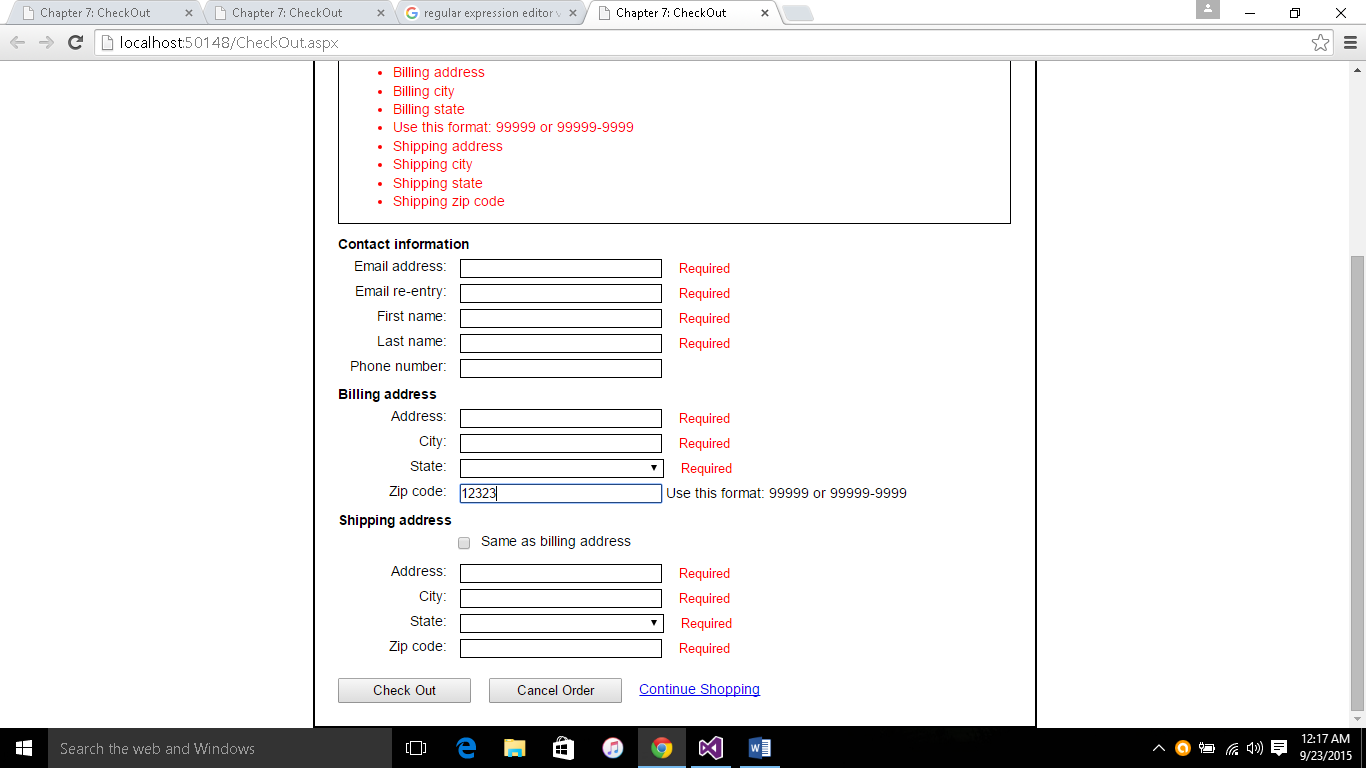 Chapter 7: CheckOut
Chapter 7: CheckOut
regular expression editor v
Chapter 7: CheckOut
localhost:50148/CheckOut.aspx
Billing address
Billing city
Billing state
Use this format: 99999 or 99999-9999
Shipping address
Shipping city
Shipping state
Shipping zip code
Contact information
Email address: Required
Email re-entry: Required
First name: Required
Last name: Required
Phone number:
Billing address
Address: Required
City: Required
State: Required
Zip code: 12323 Use this format: 99999 or 99999-9999
Shipping address
Same as billing address
Address: Required
City: Required
State: Required
Zip code: Required
Check Out Cancel Order Continue Shopping
Search the web and Windows
12:17 AM
9/23/2015